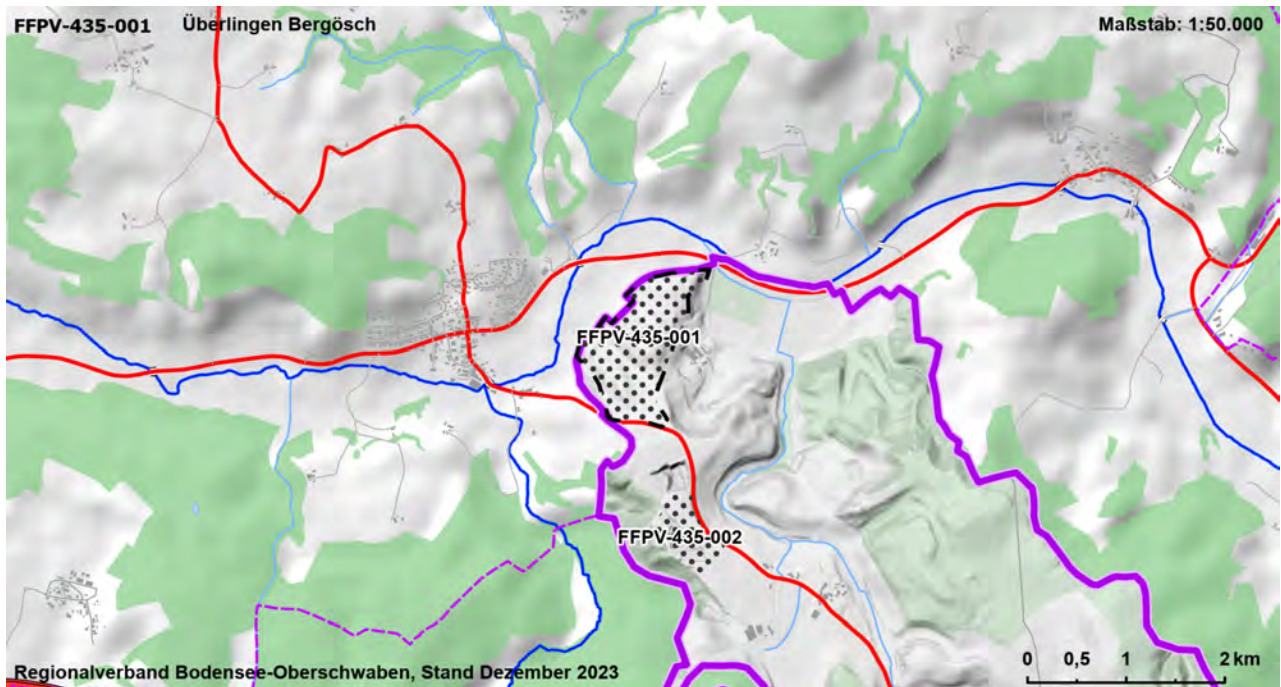 FFPV-435-001 Überlingen Bergösch
Maßstab: 1:50.000
FFPV-435-001
FFPV-435-002
Regionalverband Bodensee-Oberschwaben, Stand Dezember 2023
0 0,5 1 2 km